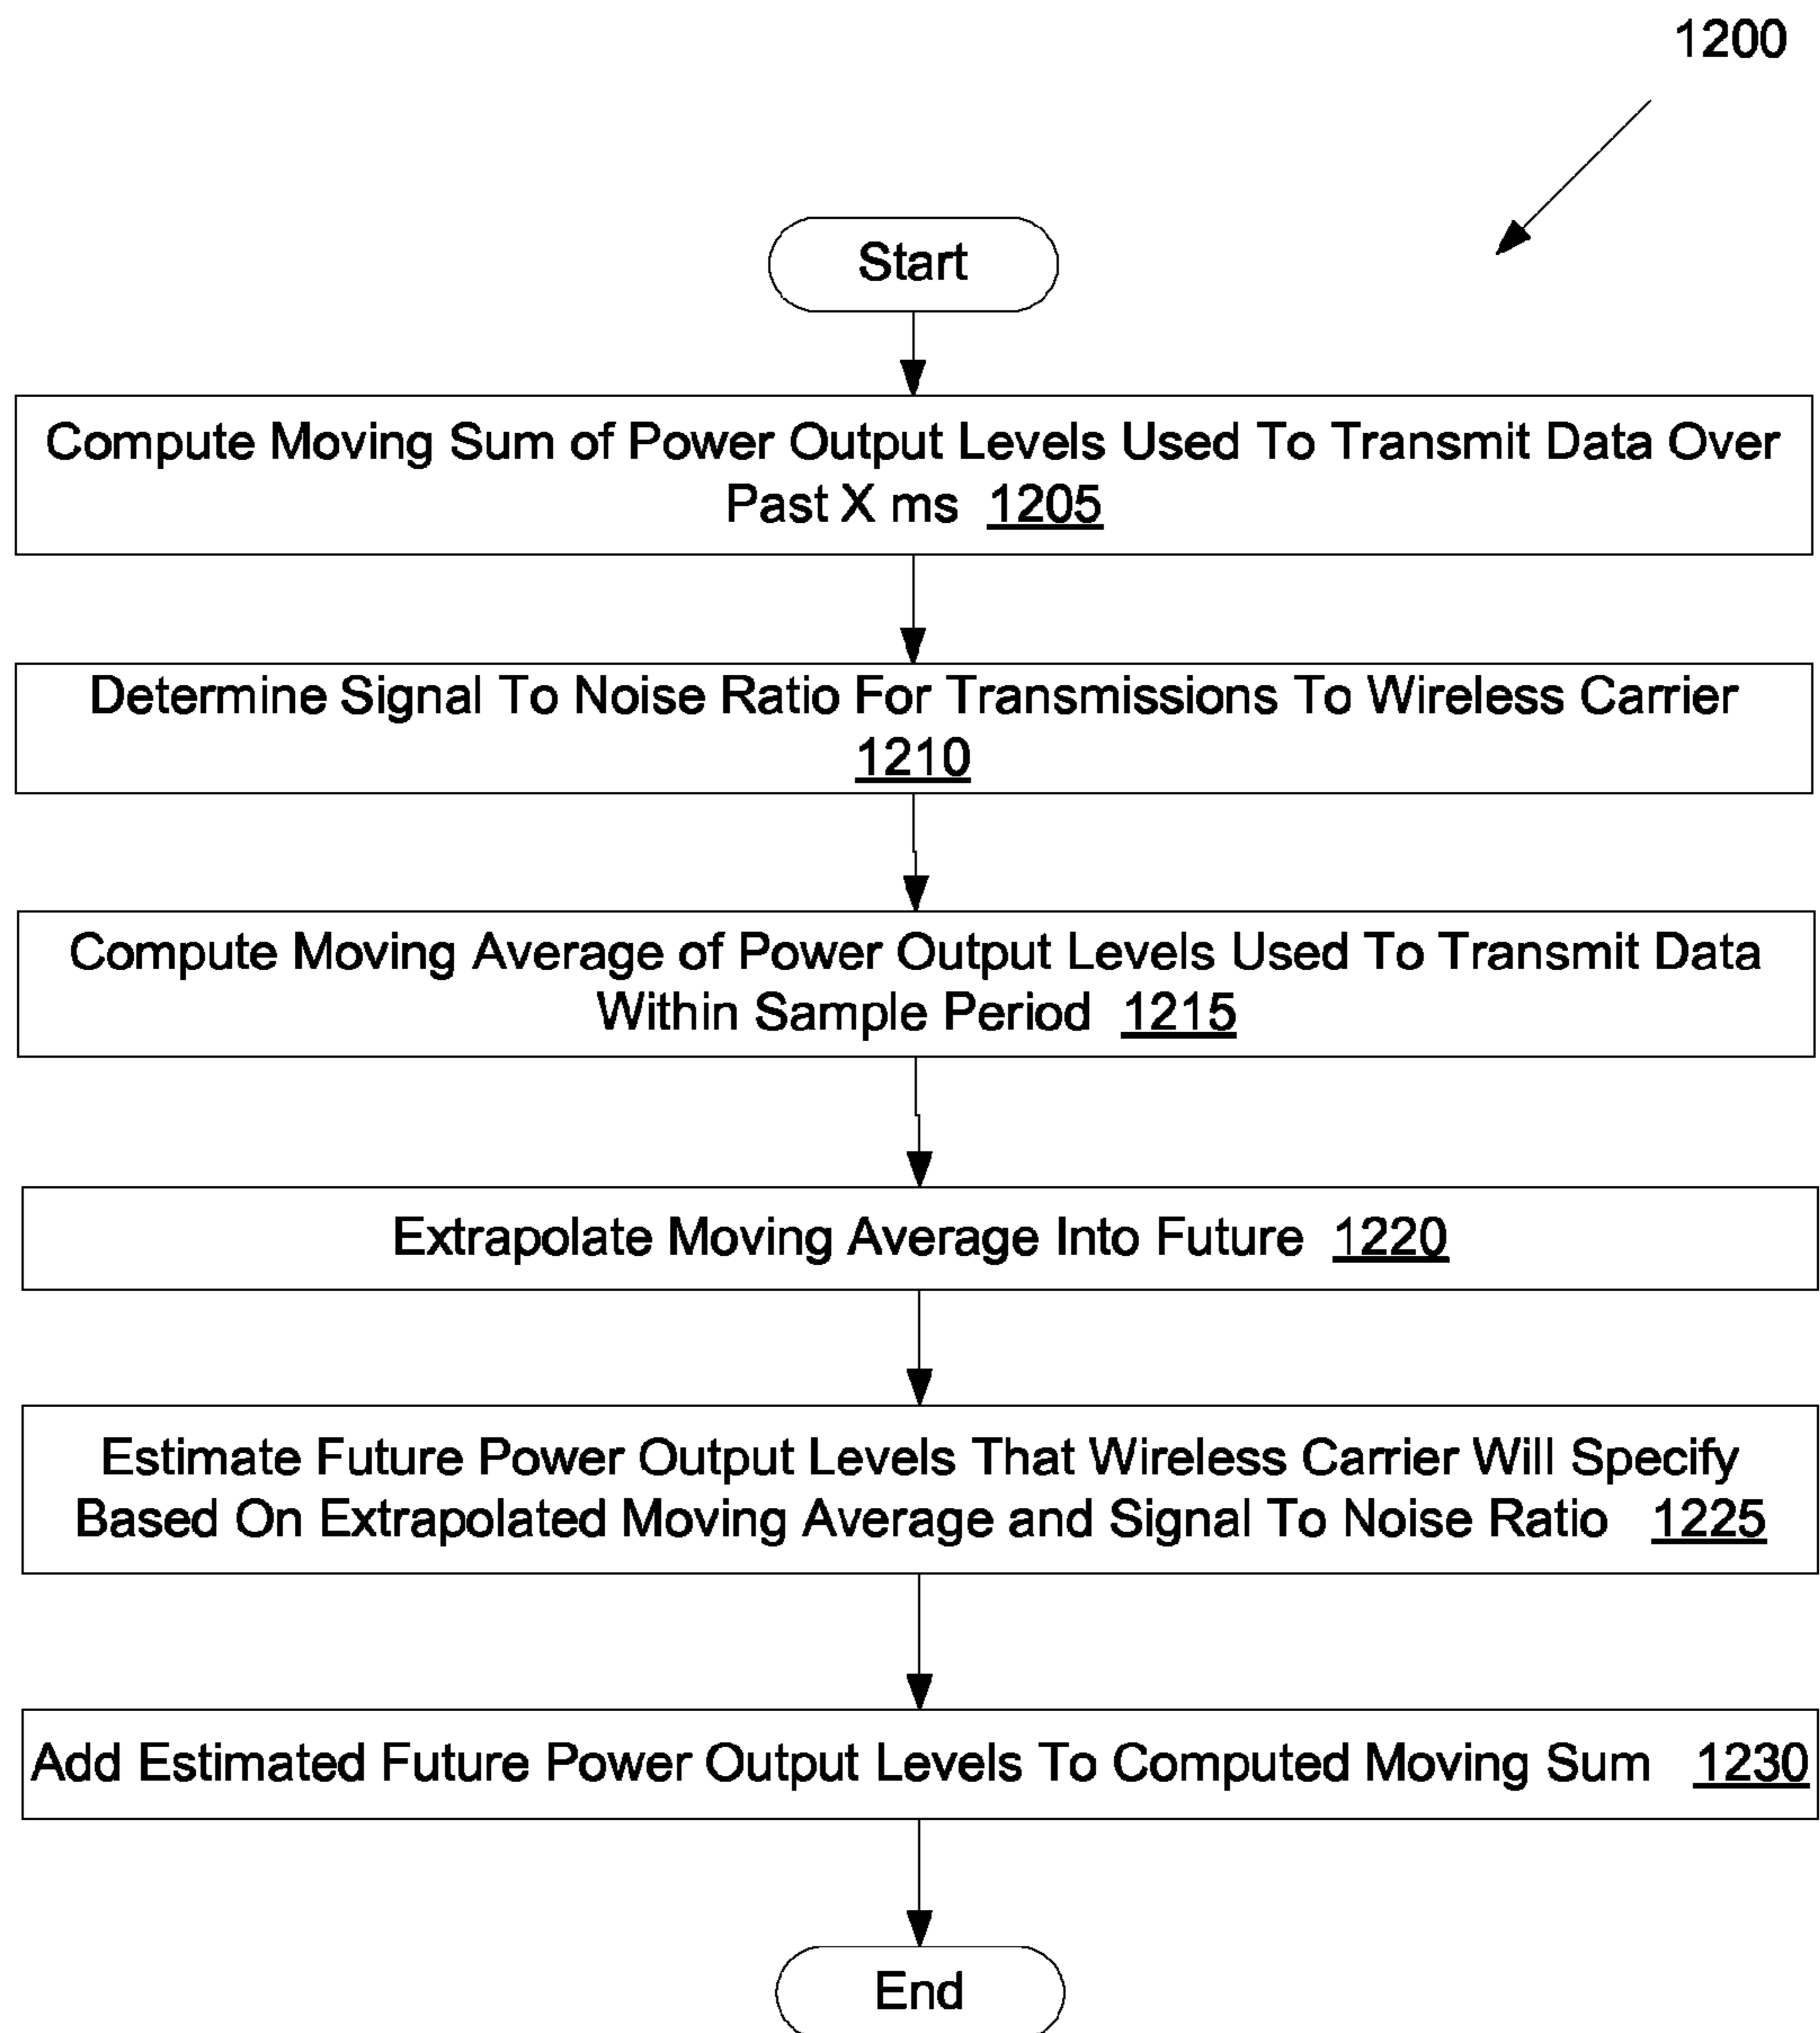 1200
Start
Compute Moving Sum of Power Output Levels Used To Transmit Data Over
Past X ms 1205
Determine Signal To Noise Ratio For Transmissions To Wireless Carrier
1210
Compute Moving Average of Power Output Levels Used To Transmit Data
Within Sample Period 1215
Extrapolate Moving Average Into Future 1220
Estimate Future Power Output Levels That Wireless Carrier Will Specify
Based On Extrapolated Moving Average and Signal To Noise Ratio 1225
Add Estimated Future Power Output Levels To Computed Moving Sum 1230
End